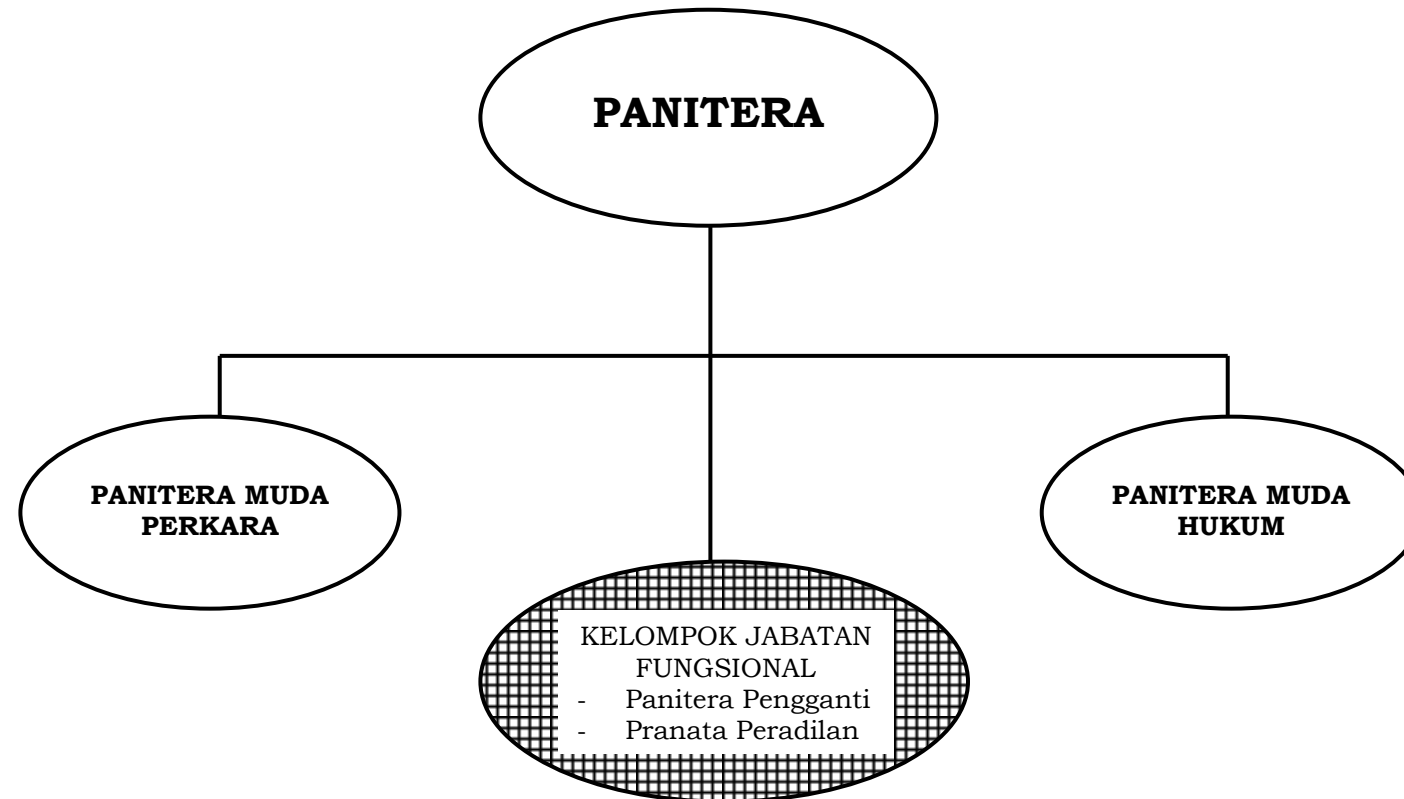 PANITERA
PANITERA MUDA
PERKARA
PANITERA MUDA
HUKUM
KELOMPOK JABATAN
FUNGSIONAL
- Panitera Pengganti
- Pranata Peradilan